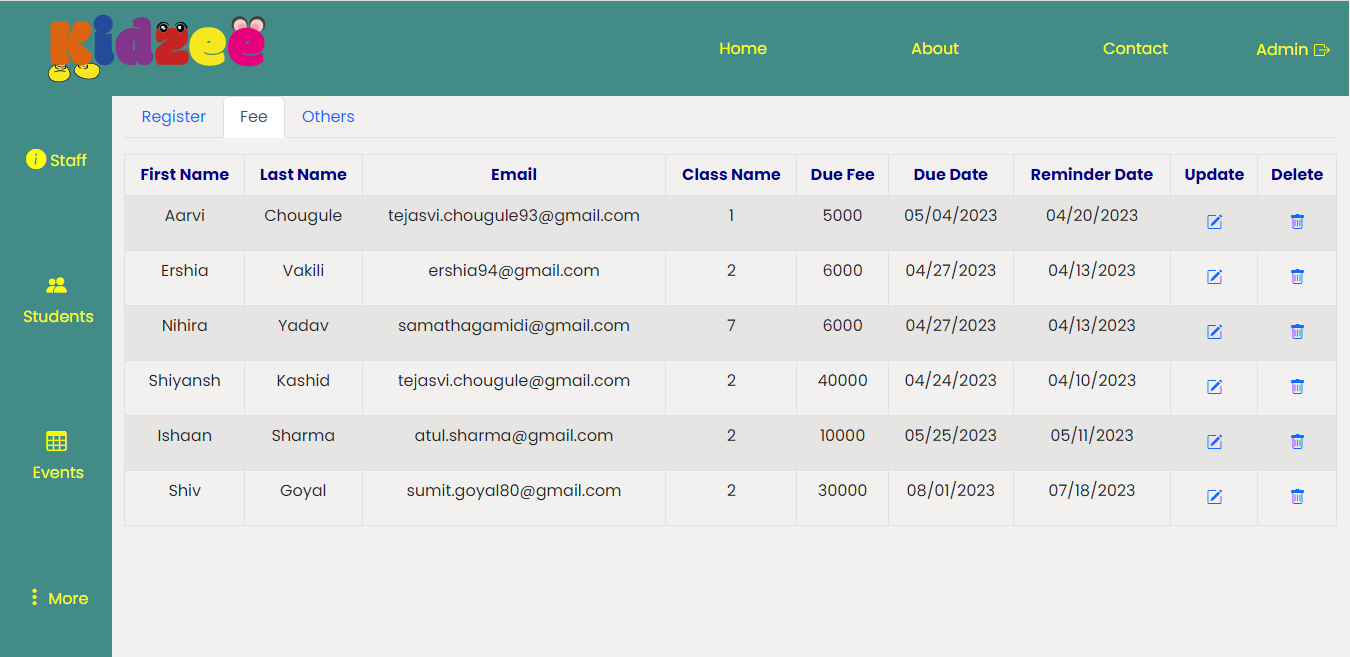 Kidzee
Home About Contact Admin
Register Fee Others
Staff
Students
Events
More
First Name Last Name Email Class Name Due Fee Due Date Reminder Date Update Delete
Aarvi Chougule tejasvi.chougule93@gmail.com 1 5000 05/04/2023 04/20/2023
Ershia Vakili ershia94@gmail.com 2 6000 04/27/2023 04/13/2023
Nihira Yadav samathagamidi@gmail.com 7 6000 04/27/2023 04/13/2023
Shiyansh Kashid tejasvi.chougule@gmail.com 2 40000 04/24/2023 04/10/2023
Ishaan Sharma atul.sharma@gmail.com 2 10000 05/25/2023 05/11/2023
Shiv Goyal sumit.goyal80@gmail.com 2 30000 08/01/2023 07/18/2023